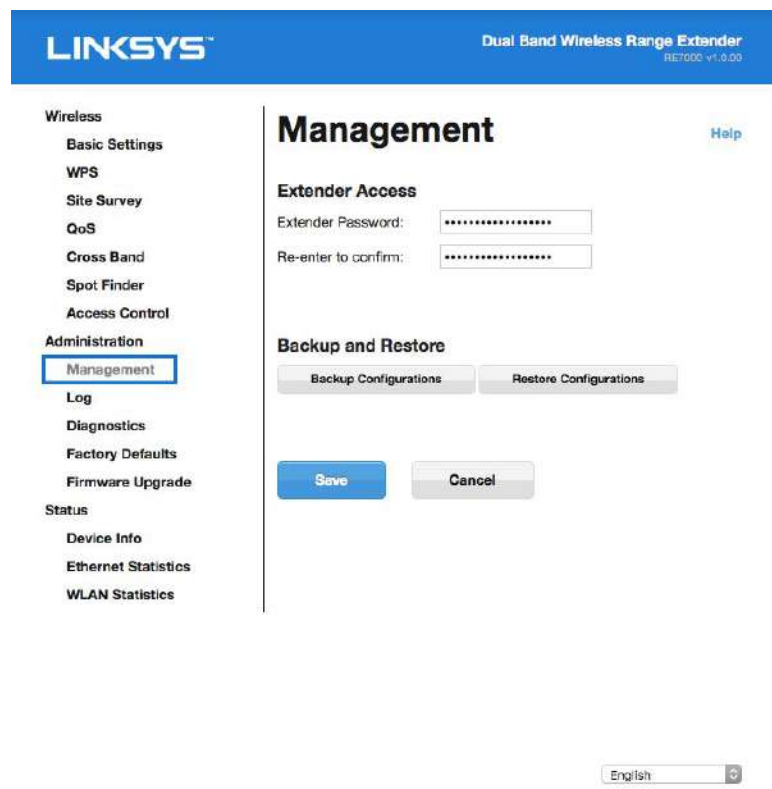 LINKSYS™
Dual Band Wireless Range Extender
RE7000 v1.0.00
Wireless
Basic Settings
WPS
Site Survey
QoS
Cross Band
Spot Finder
Access Control
Administration
Management
Log
Diagnostics
Factory Defaults
Firmware Upgrade
Status
Device Info
Ethernet Statistics
WLAN Statistics
Management
Help
Extender Access
Extender Password: ••••••••••••••••••
Re-enter to confirm: ••••••••••••••••••
Backup and Restore
Backup Configurations Restore Configurations
Save Cancel
English